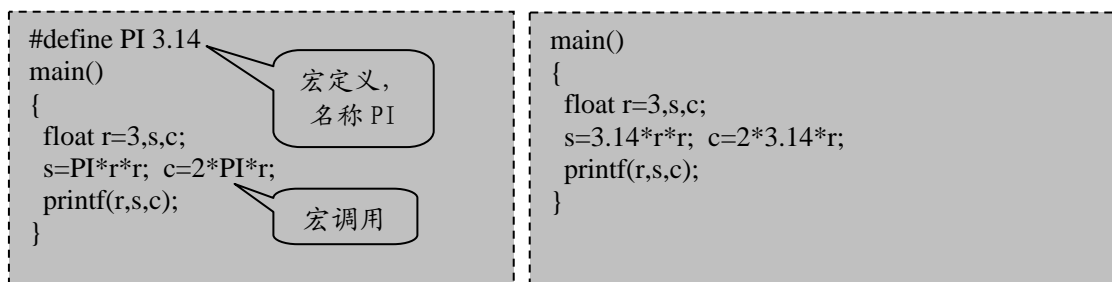 #define PI 3.14
main()
{
float r=3,s,c;
s=PI*r*r; c=2*PI*r;
printf(r,s,c);
}
宏定义,
名称 PI
宏调用
main()
{
float r=3,s,c;
s=3.14*r*r; c=2*3.14*r;
printf(r,s,c);
}